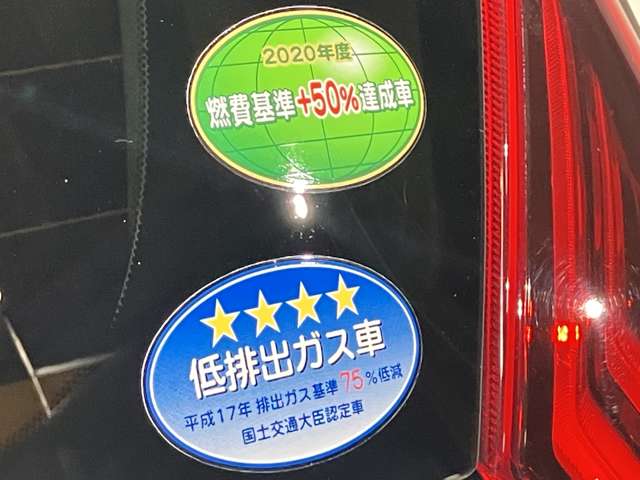 2020年度
燃費基準+50%達成車
低排出ガス車
平成17年排出ガス基準75%低減
国土交通大臣認定車